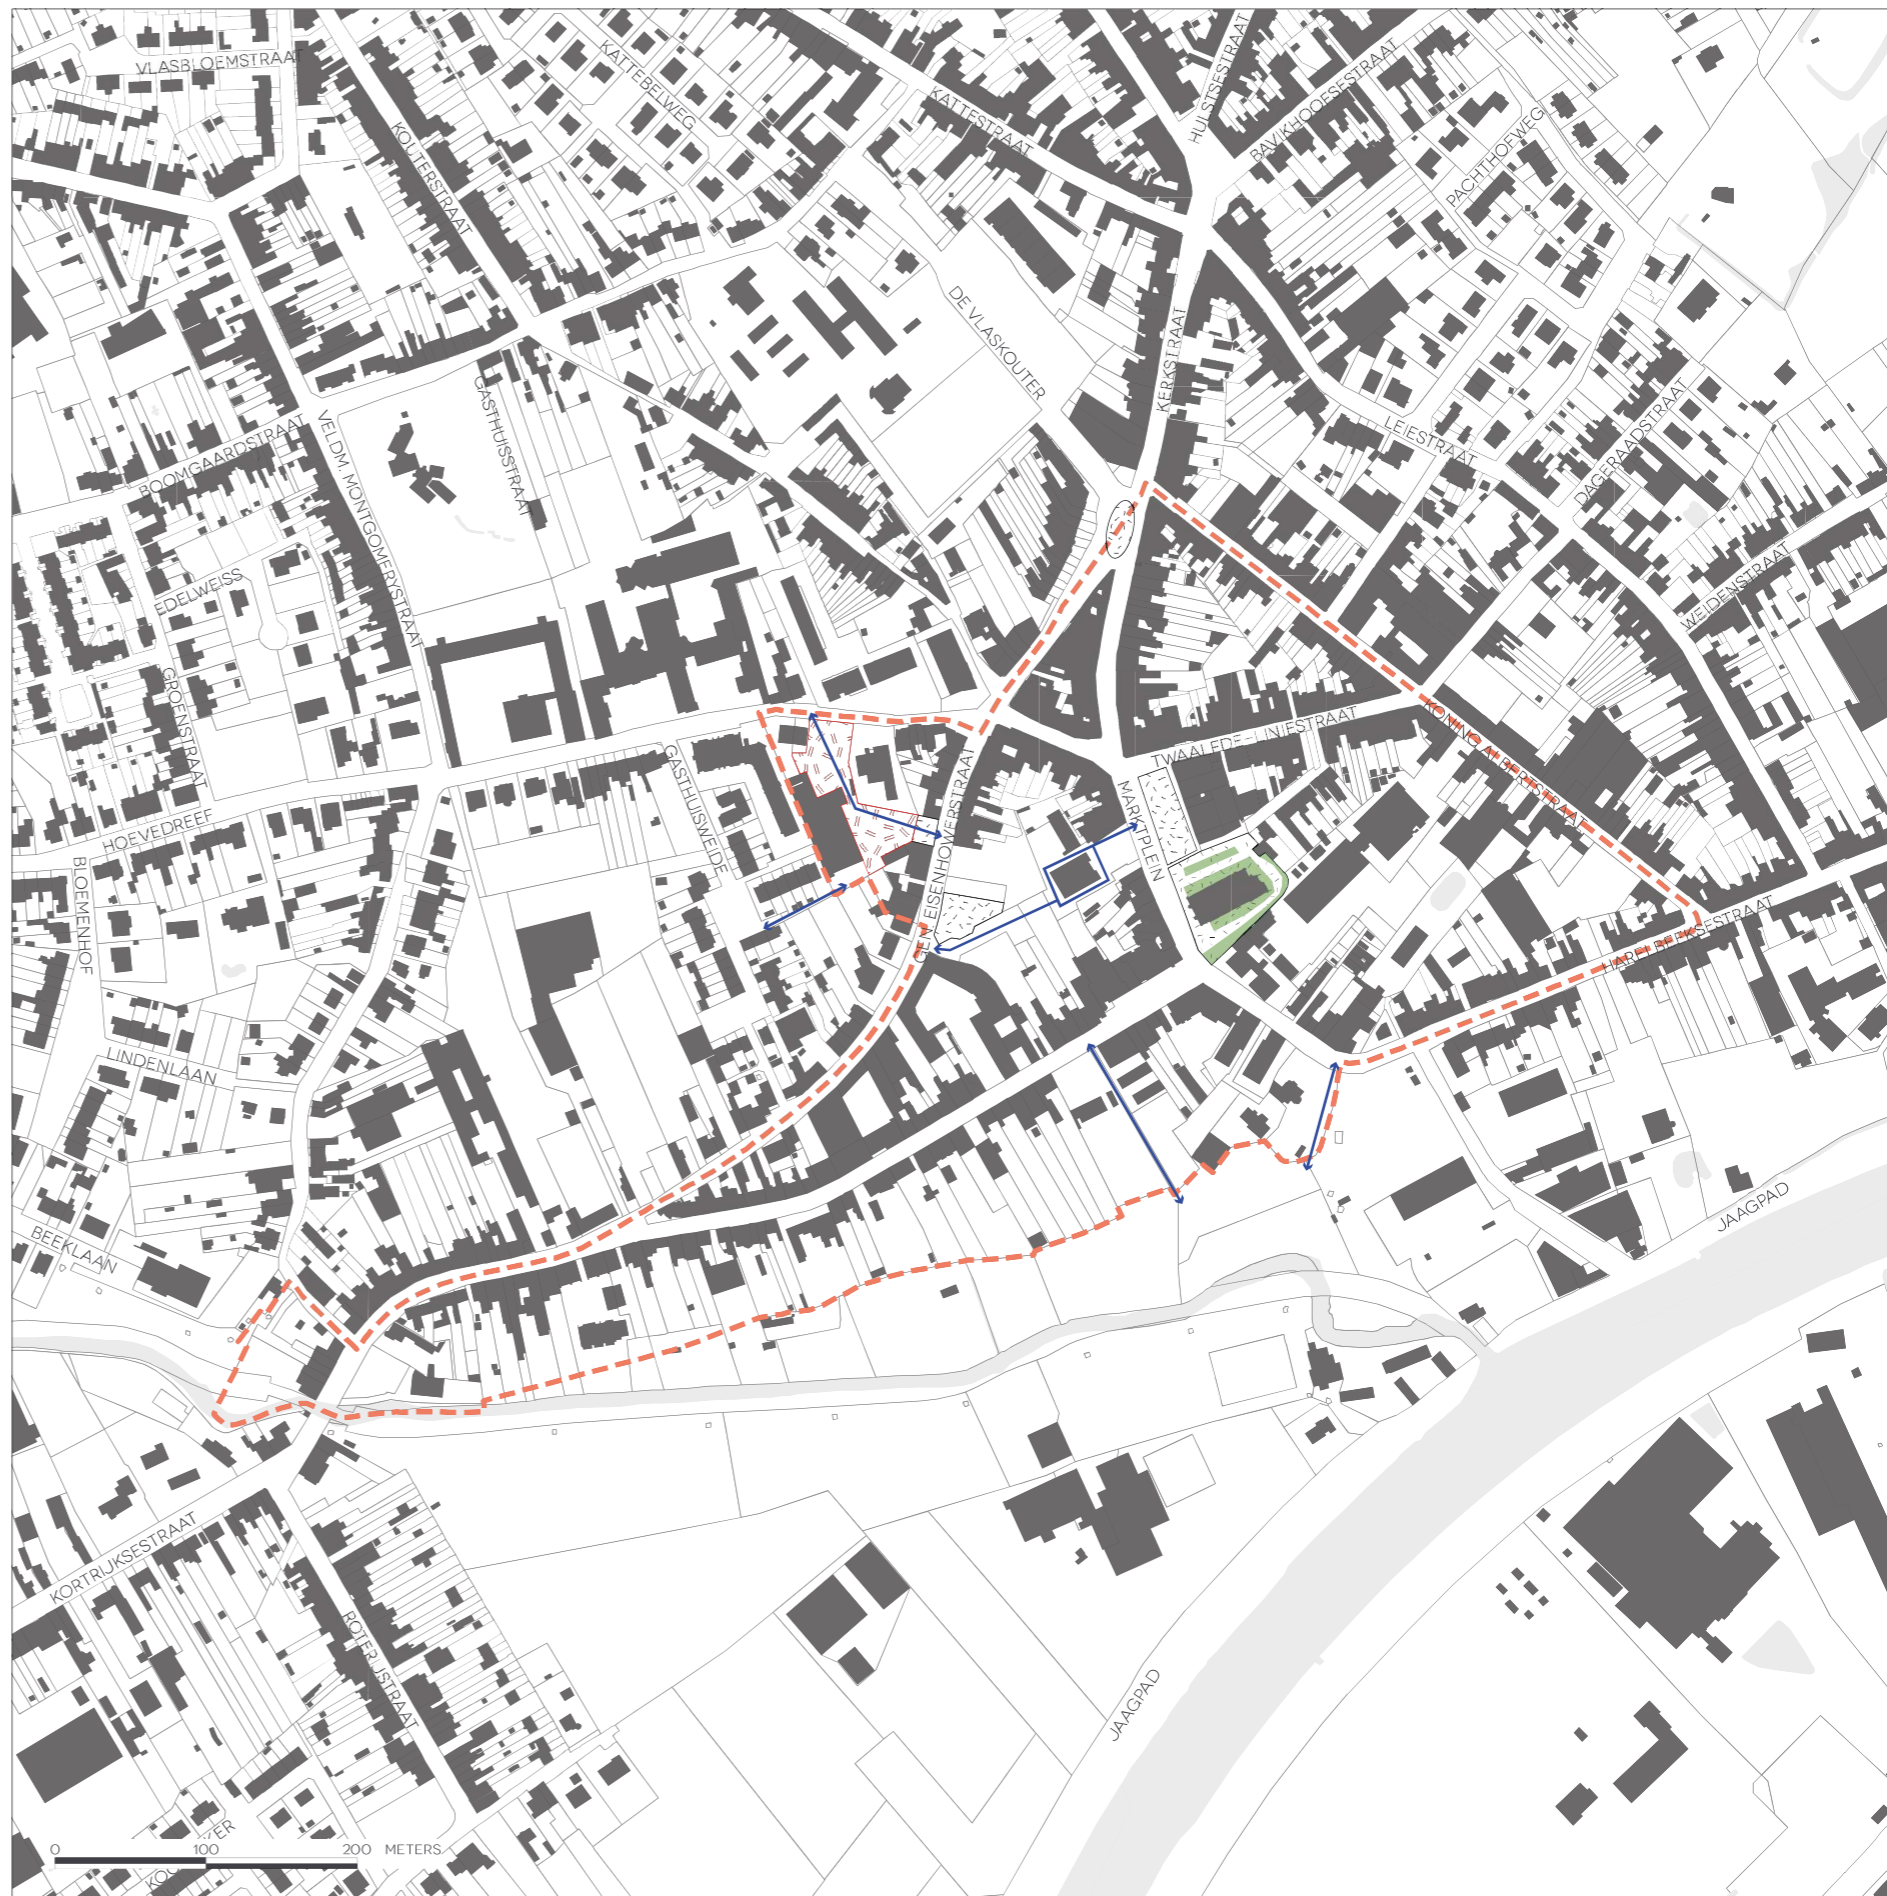 VLASBLOEMSTRAAT
KATTEBELWEG
KATTESTRAAT
HULSTSESTRAAT
BAVIKHOOFSESTRAAT
PACHTHOFWEG
KOUTERSTRAAT
DE VLASKOUTER
KERKSTRAAT
GASTHUISSTRAAT
BOOMGAARDSTRAAT
VELDM. MONTGOMERYSTRAAT
LEIESTRAAT
DAGERAADSTRAAT
WEIDENSTRAAT
EDELWEISS
GROENSTRAAT
TWAALFDE-LINIESTRAAT
KONING ALBERTSTRAAT
GASTHUISWEIDE
MARKTPLEIN
HOEVEDREEF
BLOEMENHOF
GEN. EISENHOWERSTRAAT
HARELBEEKSESTRAAT
LINDENLAAN
BEEKLAAN
JAAGPAD
KORTRIJKSESTRAAT
ROTERIJSTRAAT
JAAGPAD
0 100 200 METERS